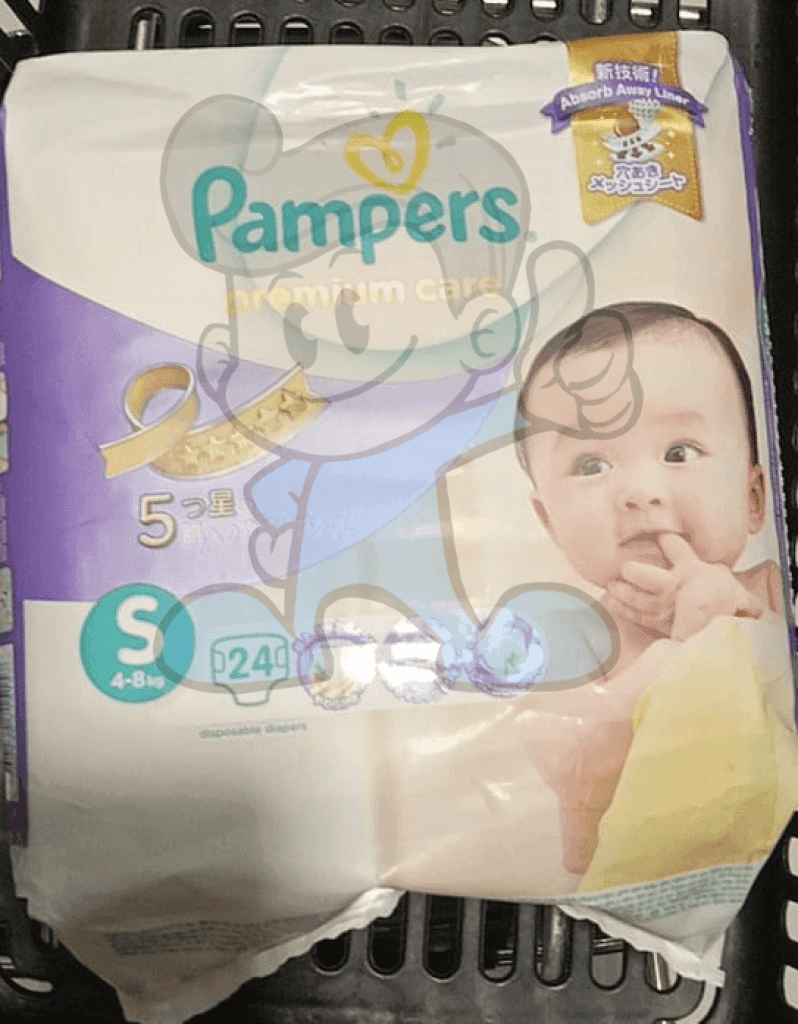 新技術!
Absorb Away Liner
穴あき
メッシュシート
Pampers
premium care
5つ星
S
4-8kg
24
disposable diapers